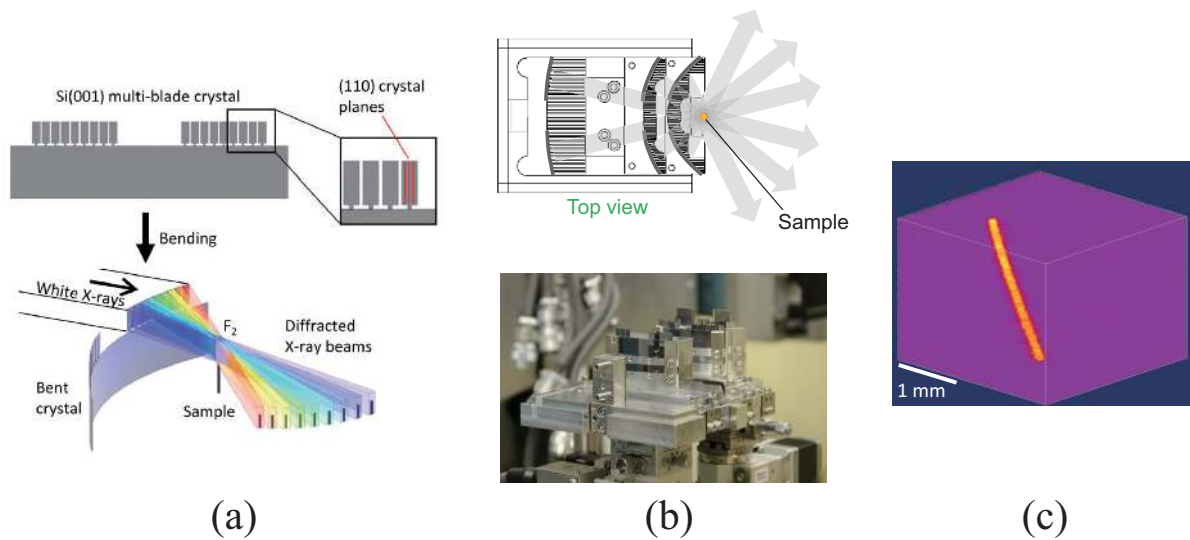 Si(001) multi-blade crystal
(110) crystal
planes
Bending
White X-rays
F2
Diffracted
X-ray beams
Bent
crystal
Sample
(a)
Top view
Sample
(b)
1 mm
(c)